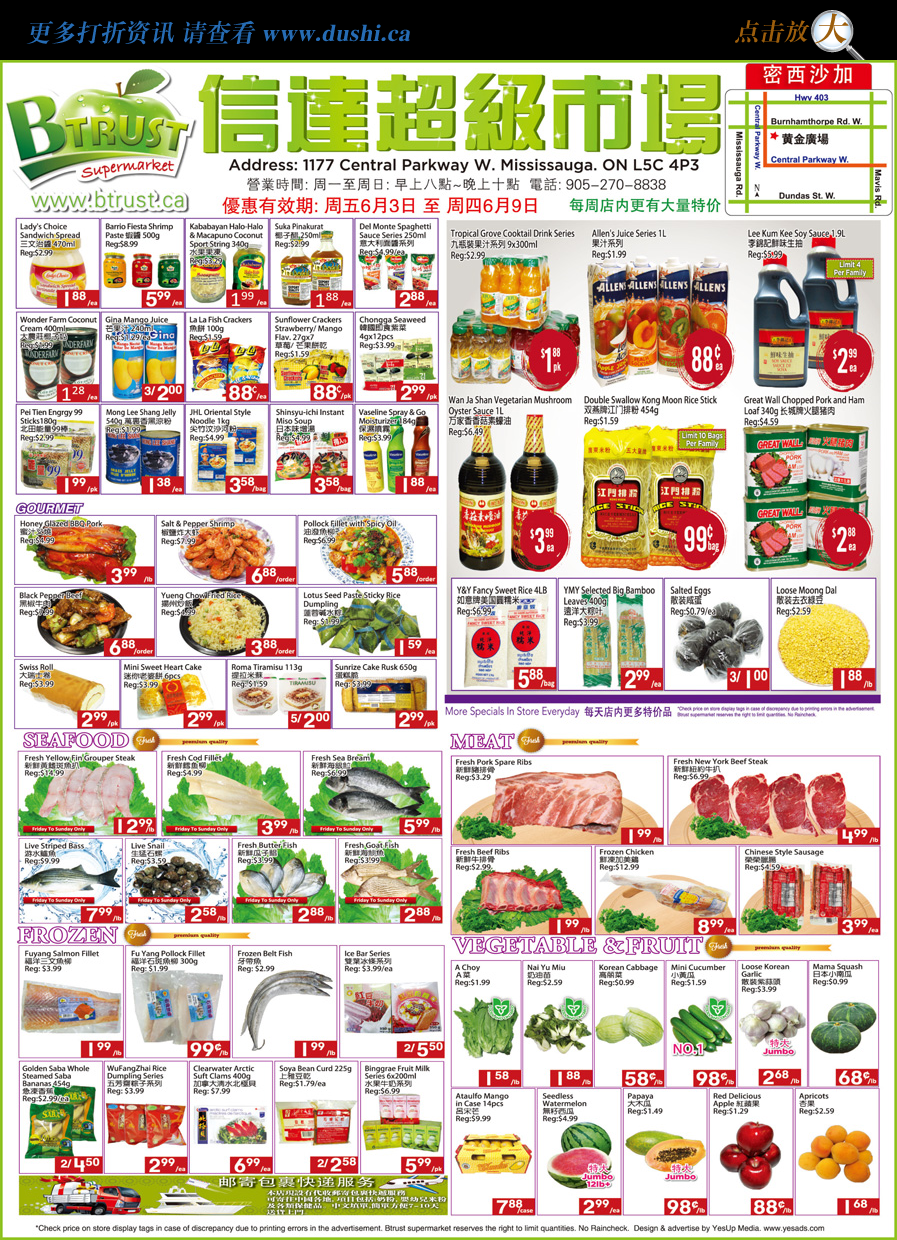 更多打折资讯 请查看 www.dushi.ca
点击放大
BTRUST
Supermarket
www.btrust.ca
信達超級市場
Address: 1177 Central Parkway W. Mississauga. ON L5C 4P3
營業時間: 周一至周日: 早上八點~晚上十點 電話: 905-270-8838
優惠有效期: 周五6月3日 至 周四6月9日
每周店内更有大量特价
密西沙加
Hwy 403
Burnhamthorpe Rd. W.
黄金廣場
Central Parkway W.
Central Parkway W.
Mississauga Rd.
Mavis Rd.
N
Dundas St. W.
Lady's Choice
Sandwich Spread
三文治醬 470ml
Reg:$2.99
1 88 /ea
Barrio Fiesta Shrimp
Paste 蝦醬 500g
Reg:$8.99
5 99 /ea
Kababayan Halo-Halo
& Macapuno Coconut
Sport String 340g
水果果凍
Reg:$3.29
1 99 /ea
Suka Pinakurat
椰子醋 250ml
Reg:$2.99
1 88 /ea
Del Monte Spaghetti
Sauce Series 250ml
意大利面醬系列
Reg:$4.99/ea
2/ 00 /ea
Wonder Farm Coconut
Cream 400ml
Reg:$1.99
1 28 /ea
Gina Mango Juice
芒果汁 240ml
Reg:$1.29/ea
3/ 2 00
La La Fish Crackers
魚餅 100g
Reg:$1.59
88¢ /ea
Sunflower Crackers
Strawberry/ Mango
Flav. 27gx7
草莓/ 芒果餅乾
Reg:$1.59
88¢ /pk
Chongga Seaweed
韓國即食紫菜
4gx12pcs
Reg:$3.99
2 99 /pk
Pei Tien Engrgy 99
Sticks180g
北田能量99棒
Reg:$2.99
1 99 /pk
Mong Lee Shang Jelly
540g 萬里香黑涼粉
Reg:$1.99
1 38 /ea
JHL Oriental Style
Noodle 1kg
尖竹汶沙河粉
Reg:$4.99
3 58 /bag
Shinsyu-ichi Instant
Miso Soup
日本味增湯
Reg:$4.99
3 58 /bag
Vaseline Spray & Go
Moisturizer 184g
保濕噴霧
Reg:$3.99
1 88 /ea
Tropical Grove Cooktail Drink Series
九瓶裝果汁系列 9x300ml
Reg:$2.99
$1 88 pk
Allen's Juice Series 1L
果汁系列
Reg:$1.99
88¢ ea
Lee Kum Kee Soy Sauce 1.9L
李錦記鮮味生抽
Reg:$5.99
Limit 4
Per Family
$2 99 ea
Wan Ja Shan Vegetarian Mushroom
Oyster Sauce 1L
万家香香菇素蠔油
Reg:$6.49
$3 99 ea
Double Swallow Kong Moon Rice Stick
双燕牌江门排粉 454g
Reg:$1.59
Limit 10 Bags
Per Family
99¢ bag
Great Wall Chopped Pork and Ham
Loaf 340g 长城牌火腿猪肉
Reg:$4.59
$2 88 ea
GOURMET
Honey Glazed BBQ Pork
蜜汁叉燒
Reg:$4.99
3 99 /lb
Salt & Pepper Shrimp
椒鹽炸大蝦
Reg:$7.99
6 88 /order
Pollock Fillet with Spicy Oil
油潑魚柳
Reg:$6.99
5 88 /order
Black Pepper Beef
黑椒牛肉
6 88 /order
Yueng Chow Fried Rice
揚州炒飯
Reg:$4.99
3 88 /order
Lotus Seed Paste Sticky Rice
Dumpling
蓮蓉碱水粽
Reg:$1.99
1 59 /ea
Swiss Roll
大瑞士卷
Reg:$3.99
2 99 /pk
Mini Sweet Heart Cake
迷你老婆餅 6pcs
Reg:$3.99
2 99 /pk
Roma Tiramisu 113g
提拉米蘇
Reg:$1.59
5/ 2 00
Sunrize Cake Rusk 650g
蛋糕脆
Reg:$3.99
2 99 /pk
Y&Y Fancy Sweet Rice 4LB
如意牌美国圓糯米
Reg:$6.99
5 88 /bag
YMY Selected Big Bamboo
Leaves 400g
遠洋大粽叶
Reg:$3.99
2 99 /ea
Salted Eggs
散装咸蛋
Reg:$0.79/ea
3/ 1 00
Loose Moong Dal
散装去衣綠豆
Reg:$2.59
1 88 /lb
More Specials In Store Everyday 每天店内更多特价品
*Check price on store display tags in case of discrepancy due to printing errors in the advertisement.
Btrust supermarket reserves the right to limit quantities. No Raincheck.
SEAFOOD Fresh premium quality
Fresh Yellow Fin Grouper Steak
新鮮黃鰭斑魚扒
Reg:$14.99
Friday To Sunday Only
12 99 /lb
Fresh Cod Fillet
新鮮鱈魚柳
Reg:$4.99
Friday To Sunday Only
3 99 /lb
Fresh Sea Bream
新鮮海鯛魚
Reg:$6.99
Friday To Sunday Only
5 99 /lb
Live Striped Bass
游水鱸魚
Reg:$9.99
Friday To Sunday Only
7 99 /lb
Live Snail
生猛石螺
Reg:$3.59
Friday To Sunday Only
2 58 /lb
Fresh Butter Fish
新鮮瓜子鯧
Reg:$3.99
Friday To Sunday Only
2 88 /lb
Fresh Goat Fish
Reg:$3.99
Friday To Sunday Only
2 88 /lb
MEAT Fresh premium quality
Fresh Pork Spare Ribs
新鮮豬排骨
Reg:$3.29
1 99 /lb
Fresh New York Beef Steak
新鮮紐約牛扒
Reg:$6.99
4 99 /lb
Fresh Beef Ribs
新鮮牛排骨
Reg:$2.99
1 99 /lb
Frozen Chicken
鮮凍加美雞
Reg:$12.99
8 99 /ea
Chinese Style Sausage
榮榮臘腸
Reg:$4.59
3 99 /ea
FROZEN Fresh premium quality
Fuyang Salmon Fillet
福洋三文魚柳
Reg: $3.99
1 99 /lb
Fu Yang Pollock Fillet
福洋石斑魚柳 300g
Reg: $1.99
99¢ /ea
Frozen Belt Fish
牙帶魚
Reg: $2.99
1 99 /lb
Ice Bar Series
雙葉冰條系列
Reg: $3.99/ea
2/ 5 50
Golden Saba Whole
Steamed Saba
Bananas 454g
急凍香蕉
Reg:$2.99/ea
2/ 4 50
WuFangZhai Rice
Dumpling Series
五芳齋粽子系列
Reg: $3.99
2 99 /ea
Clearwater Arctic
Suft Clams 400g
加拿大清水北極貝
Reg: $7.99
6 99 /ea
Soya Bean Curd 225g
上雅豆乾
Reg:$1.79/ea
2/ 2 58
Binggrae Fruit Milk
Series 6x200ml
水果牛奶系列
Reg:$6.99
5 99 /pk
VEGETABLE & FRUIT Fresh premium quality
A Choy
A 菜
Reg:$1.99
1 58 /lb
Nai Yu Miu
奶油苗
Reg:$2.59
1 88 /lb
Korean Cabbage
高麗菜
Reg:$0.99
58¢ /lb
Mini Cucumber
小黃瓜
Reg:$1.59
NO.1
98¢ /lb
Loose Korean
Garlic
散裝紫蒜頭
Reg:$3.99
特大
Jumbo
2 68 /lb
Mama Squash
日本小南瓜
Reg:$0.99
68¢ /lb
Ataulfo Mango
in Case 14pcs
呂宋芒
Reg:$9.99
7 88 /case
Seedless
Watermelon
無籽西瓜
Reg:$4.99
特大
Jumbo
12lb+
2 99 /ea
Papaya
大木瓜
Reg:$1.49
特大
Jumbo
98¢ /lb
Red Delicious
Apple 紅蘋果
Reg:$1.29
88¢ /lb
Apricots
杏果
Reg:$2.59
1 68 /lb
邮寄包裹快递服务
*Check price on store display tags in case of discrepancy due to printing errors in the advertisement. Btrust supermarket reserves the right to limit quantities. No Raincheck. Design & advertise by YesUp Media. www.yesads.com